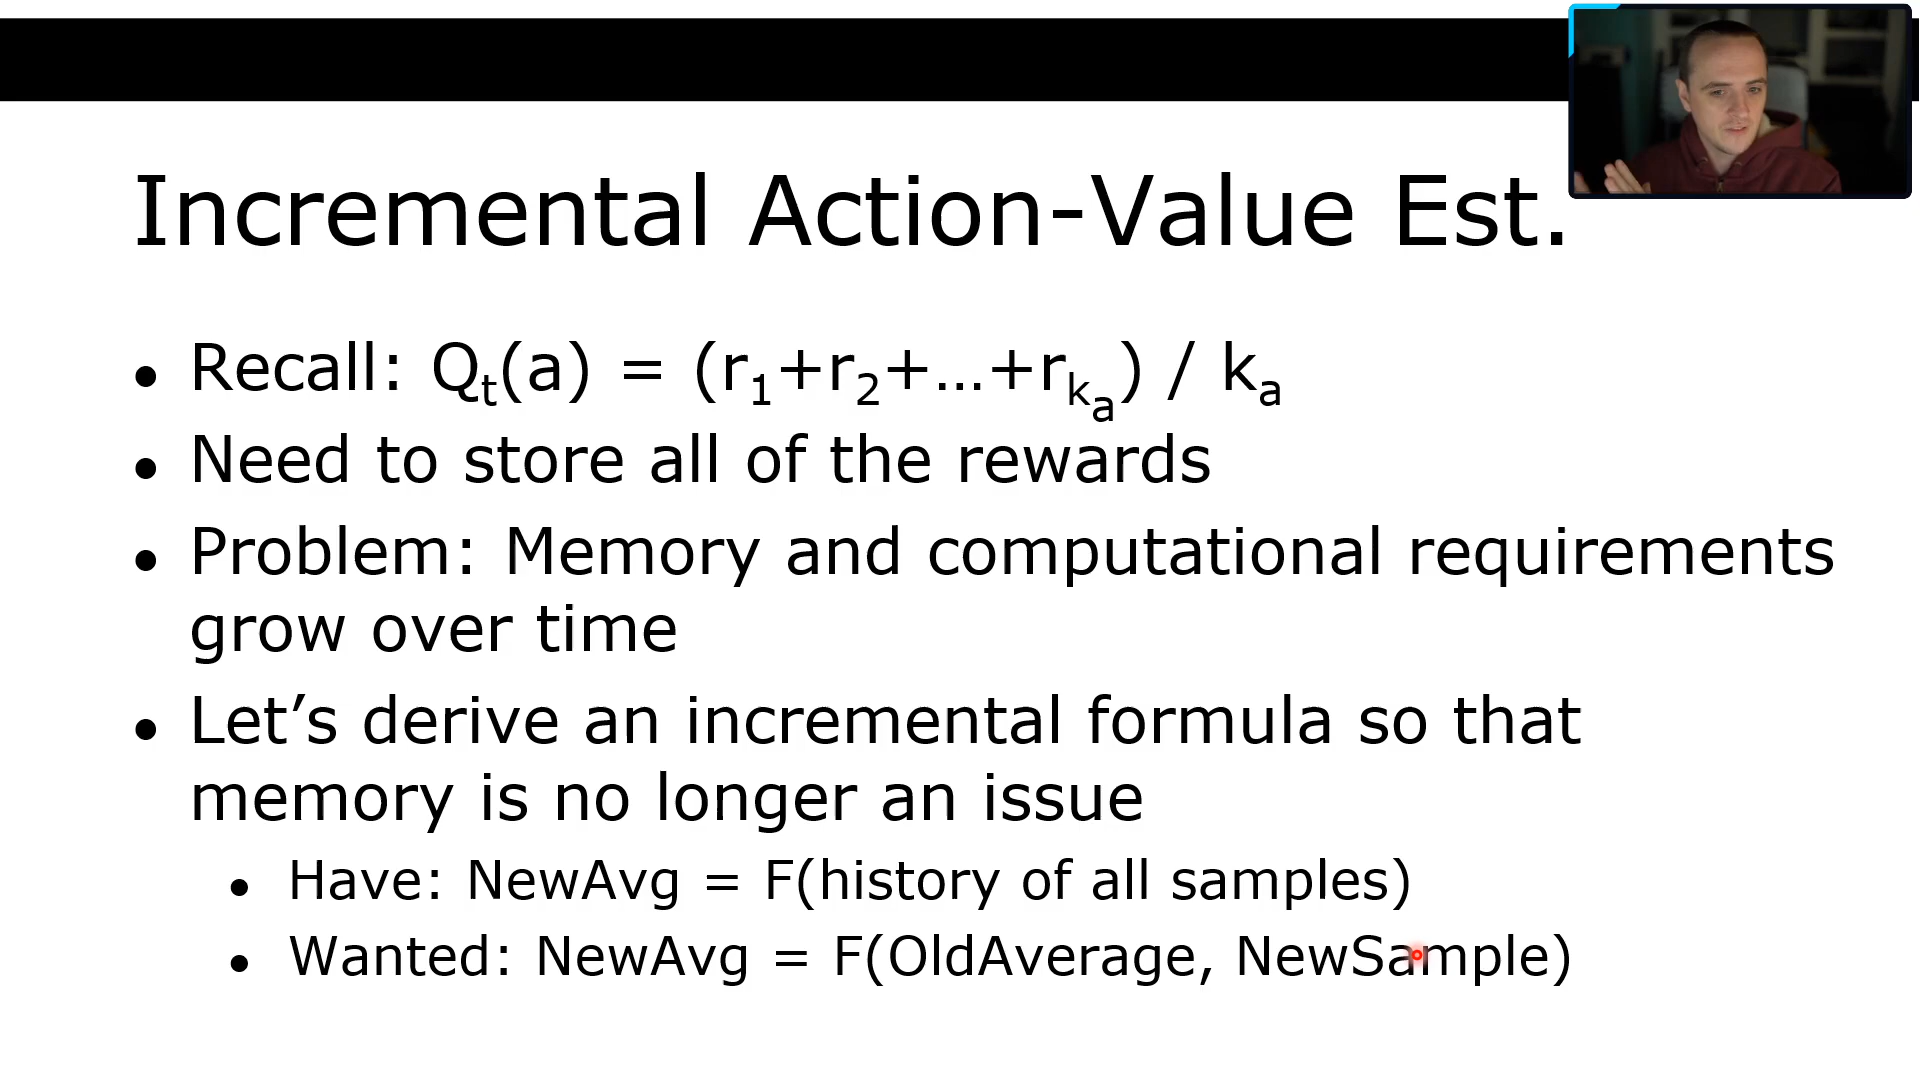 Incremental Action-Value Est.
• Recall: Qₜ(a) = (r₁+r₂+…+rₖₐ) / kₐ
• Need to store all of the rewards
• Problem: Memory and computational requirements
grow over time
• Let’s derive an incremental formula so that
memory is no longer an issue
• Have: NewAvg = F(history of all samples)
• Wanted: NewAvg = F(OldAverage, NewSample)